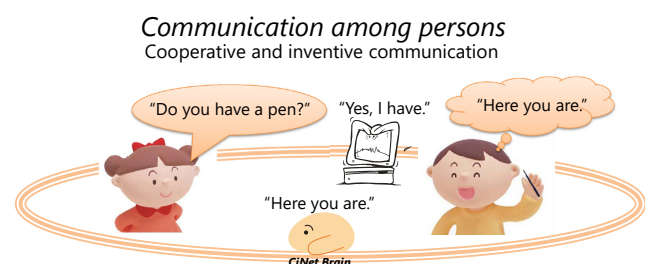 Communication among persons
Cooperative and inventive communication
“Do you have a pen?”
“Yes, I have.”
“Here you are.”
“Here you are.”
CiNet Brain